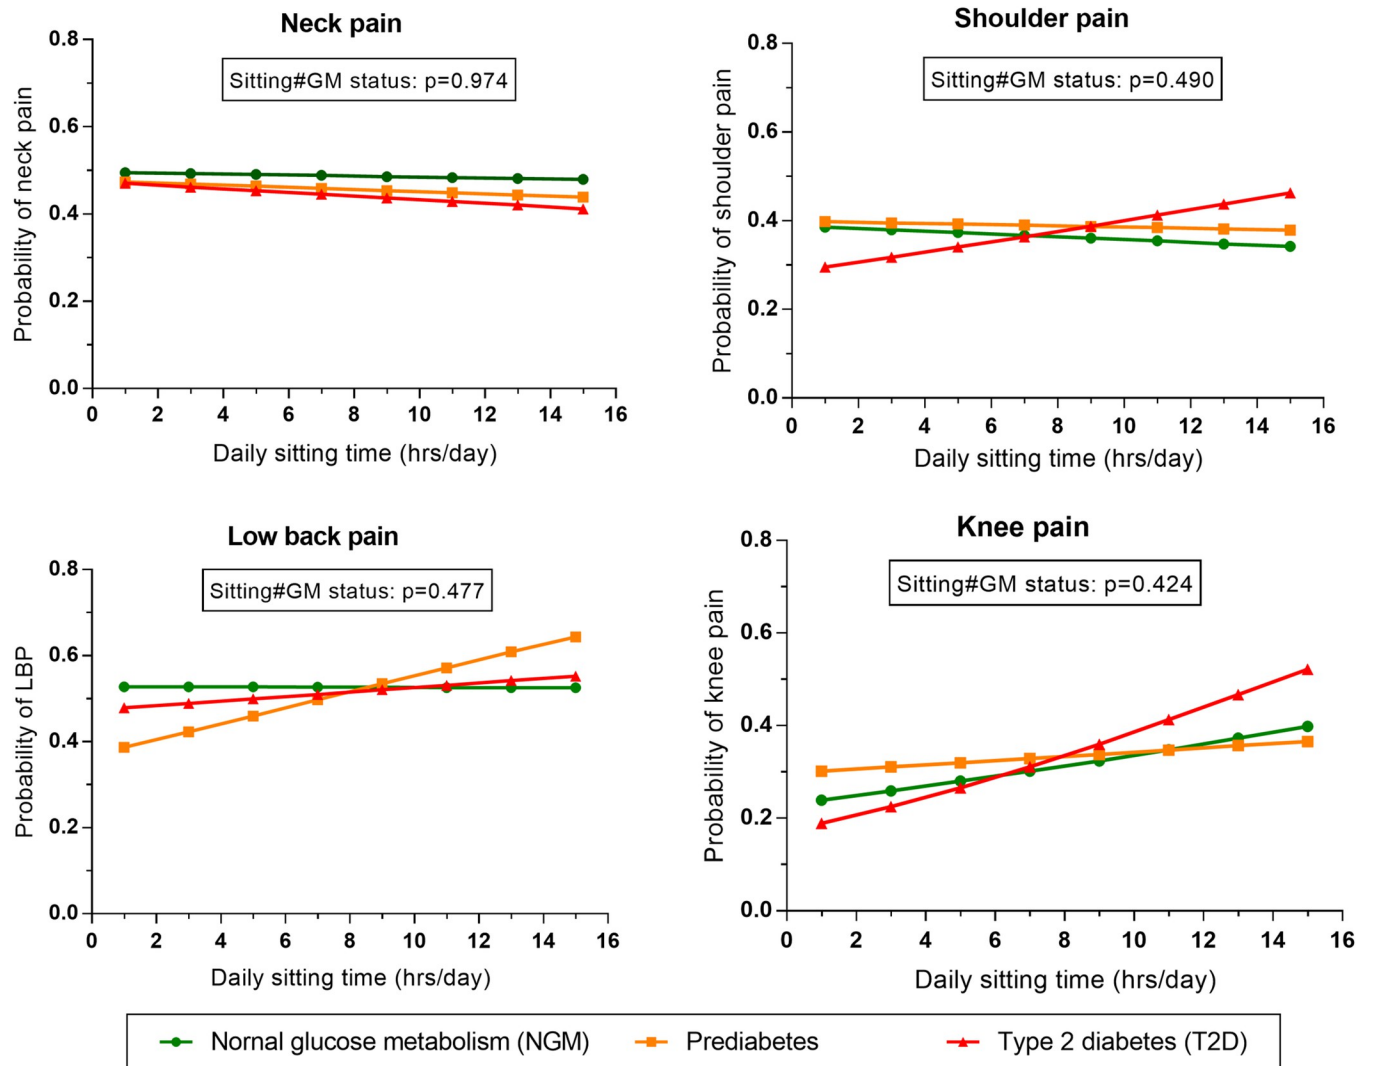 Neck pain
Sitting#GM status: p=0.974
Probability of neck pain
0.8
0.6
0.4
0.2
0.0
0 2 4 6 8 10 12 14 16
Daily sitting time (hrs/day)
Shoulder pain
Sitting#GM status: p=0.490
Probability of shoulder pain
0.8
0.6
0.4
0.2
0.0
0 2 4 6 8 10 12 14 16
Daily sitting time (hrs/day)
Low back pain
Sitting#GM status: p=0.477
Probability of LBP
0.8
0.6
0.4
0.2
0.0
0 2 4 6 8 10 12 14 16
Daily sitting time (hrs/day)
Knee pain
Sitting#GM status: p=0.424
Probability of knee pain
0.8
0.6
0.4
0.2
0.0
0 2 4 6 8 10 12 14 16
Daily sitting time (hrs/day)
Nornal glucose metabolism (NGM) Prediabetes Type 2 diabetes (T2D)